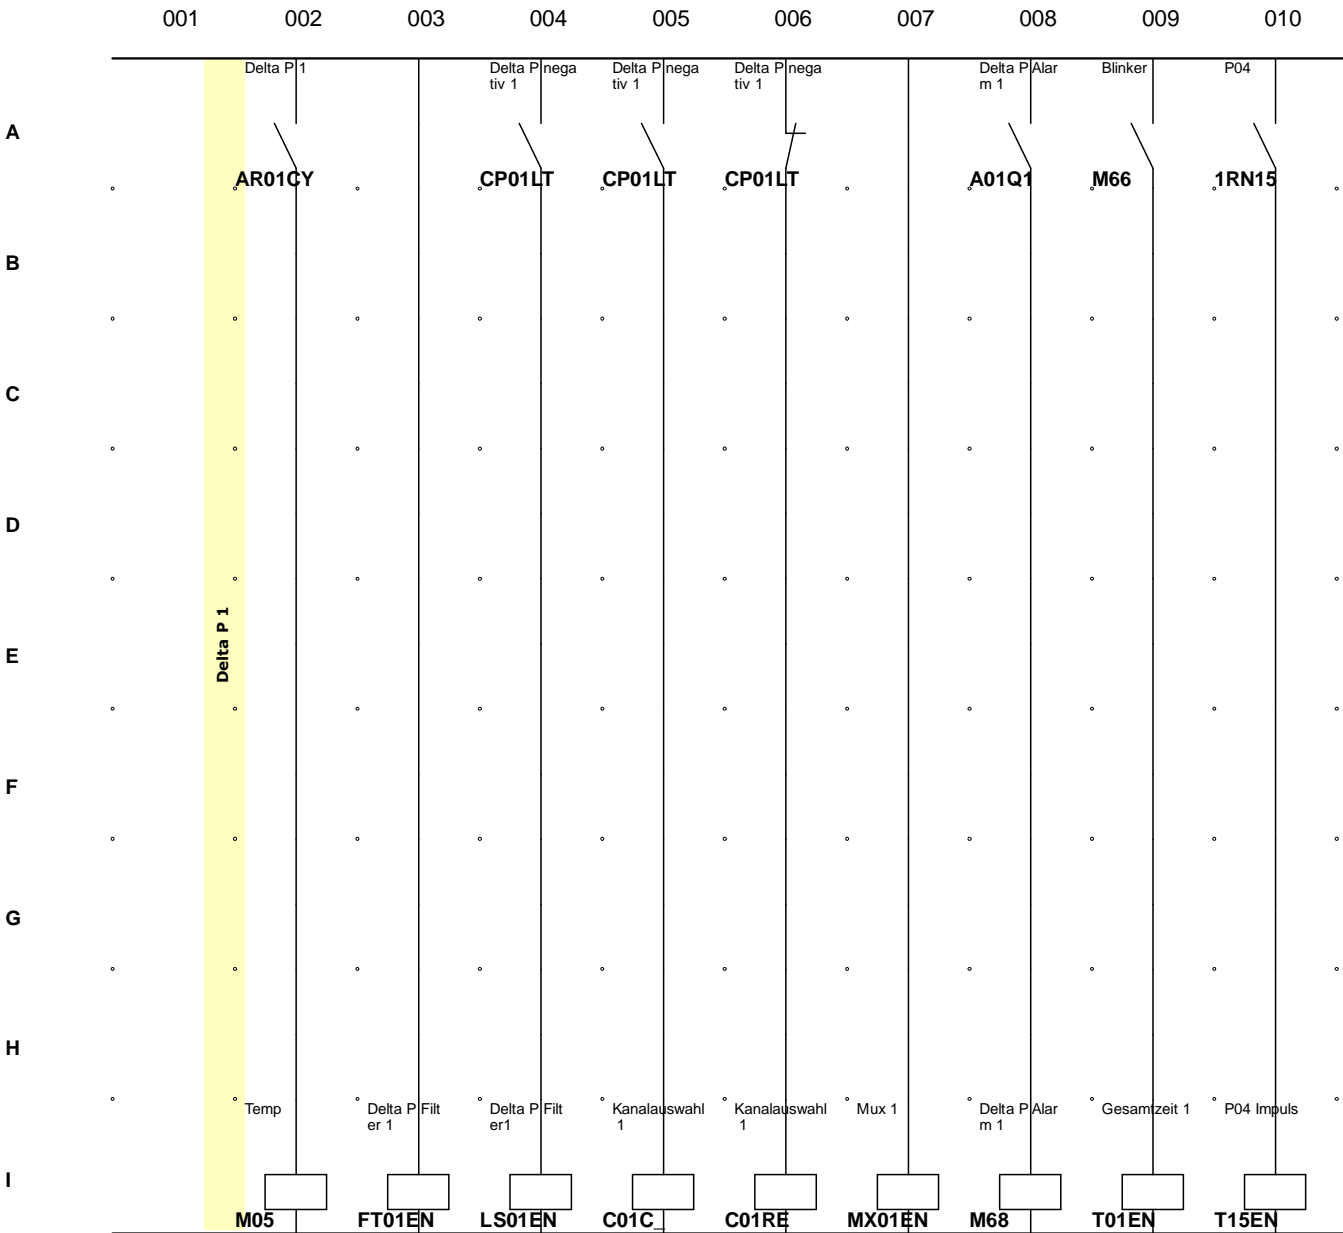 001 002 003 004 005 006 007 008 009 010
Delta P 1
Delta P nega
tiv 1
Delta P nega
tiv 1
Delta P nega
tiv 1
Delta P Alar
m 1
Blinker
P04
A
AR01CY CP01LT CP01LT CP01LT A01Q1 M66 1RN15
B
C
D
Delta P 1
E
F
G
H
Temp
Delta P Filt
er 1
Delta P Filt
er1
Kanalauswahl
1
Kanalauswahl
1
Mux 1
Delta P Alar
m 1
Gesamtzeit 1
P04 Impuls
I
M05 FT01EN LS01EN C01C_ C01RE MX01EN M68 T01EN T15EN